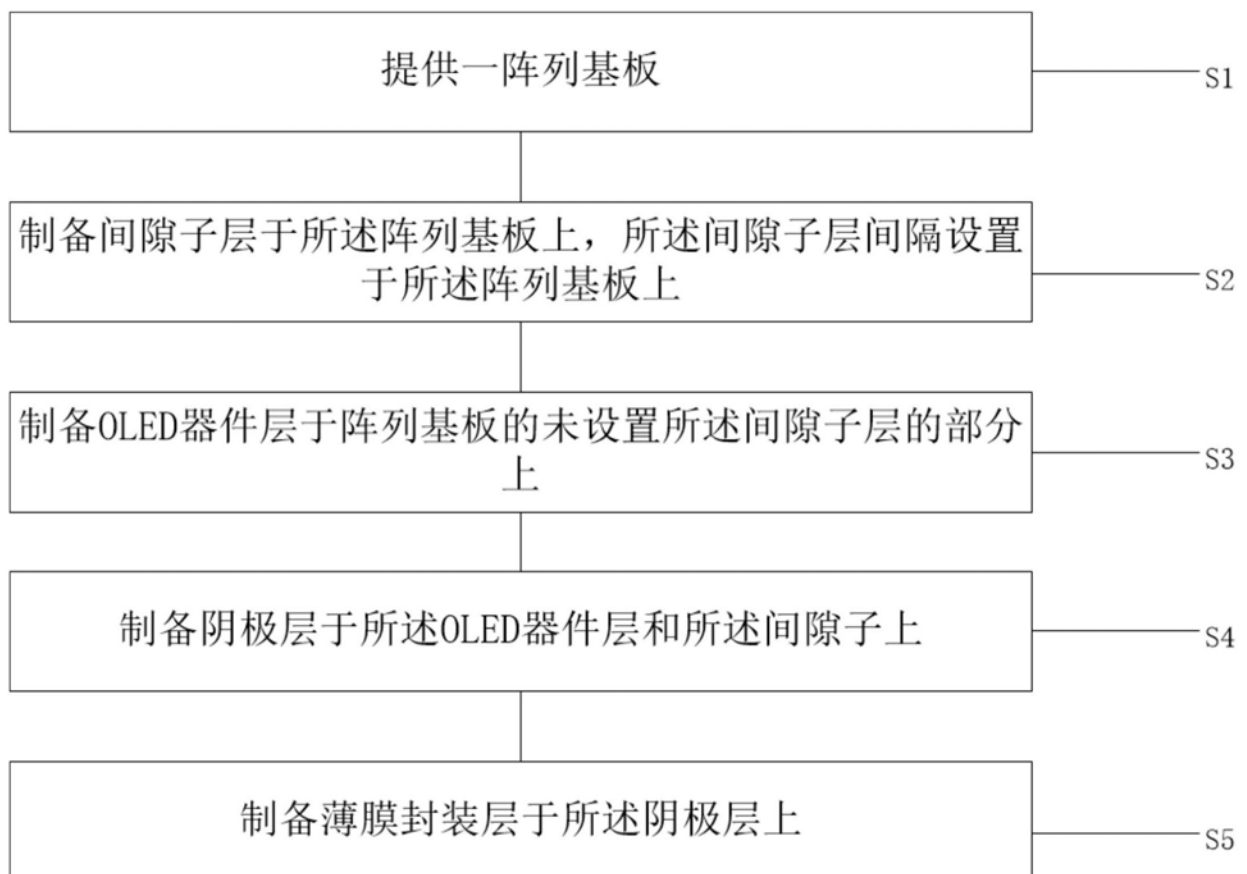 提供一阵列基板
S1
制备间隙子层于所述阵列基板上，所述间隙子层间隔设置
于所述阵列基板上
S2
制备OLED器件层于阵列基板的未设置所述间隙子层的部分
上
S3
制备阴极层于所述OLED器件层和所述间隙子上
S4
制备薄膜封装层于所述阴极层上
S5